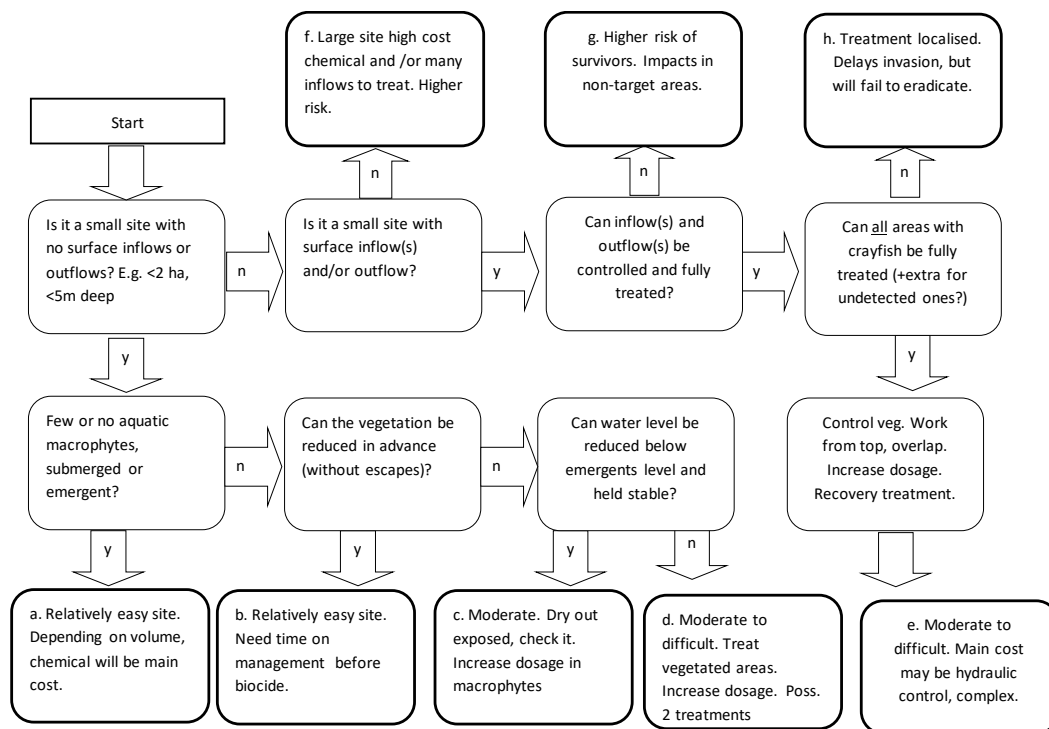 f. Large site high cost
chemical and /or many
inflows to treat. Higher
risk.
g. Higher risk of
survivors. Impacts in
non-target areas.
h. Treatment localised.
Delays invasion, but
will fail to eradicate.
Start
n
n
n
Is it a small site with
no surface inflows or
outflows? E.g. <2 ha,
<5m deep
n
Is it a small site with
surface inflow(s)
and/or outflow?
y
Can inflow(s) and
outflow(s) be
controlled and fully
treated?
y
Can all areas with
crayfish be fully
treated (+extra for
undetected ones?)
y
y
Few or no aquatic
macrophytes,
submerged or
emergent?
n
Can the vegetation be
reduced in advance
(without escapes)?
n
Can water level be
reduced below
emergents level and
held stable?
Control veg. Work
from top, overlap.
Increase dosage.
Recovery treatment.
y
y
y
n
a. Relatively easy site.
Depending on volume,
chemical will be main
cost.
b. Relatively easy site.
Need time on
management before
biocide.
c. Moderate. Dry out
exposed, check it.
Increase dosage in
macrophytes
d. Moderate to
difficult. Treat
vegetated areas.
Increase dosage. Poss.
2 treatments
e. Moderate to
difficult. Main cost
may be hydraulic
control, complex.